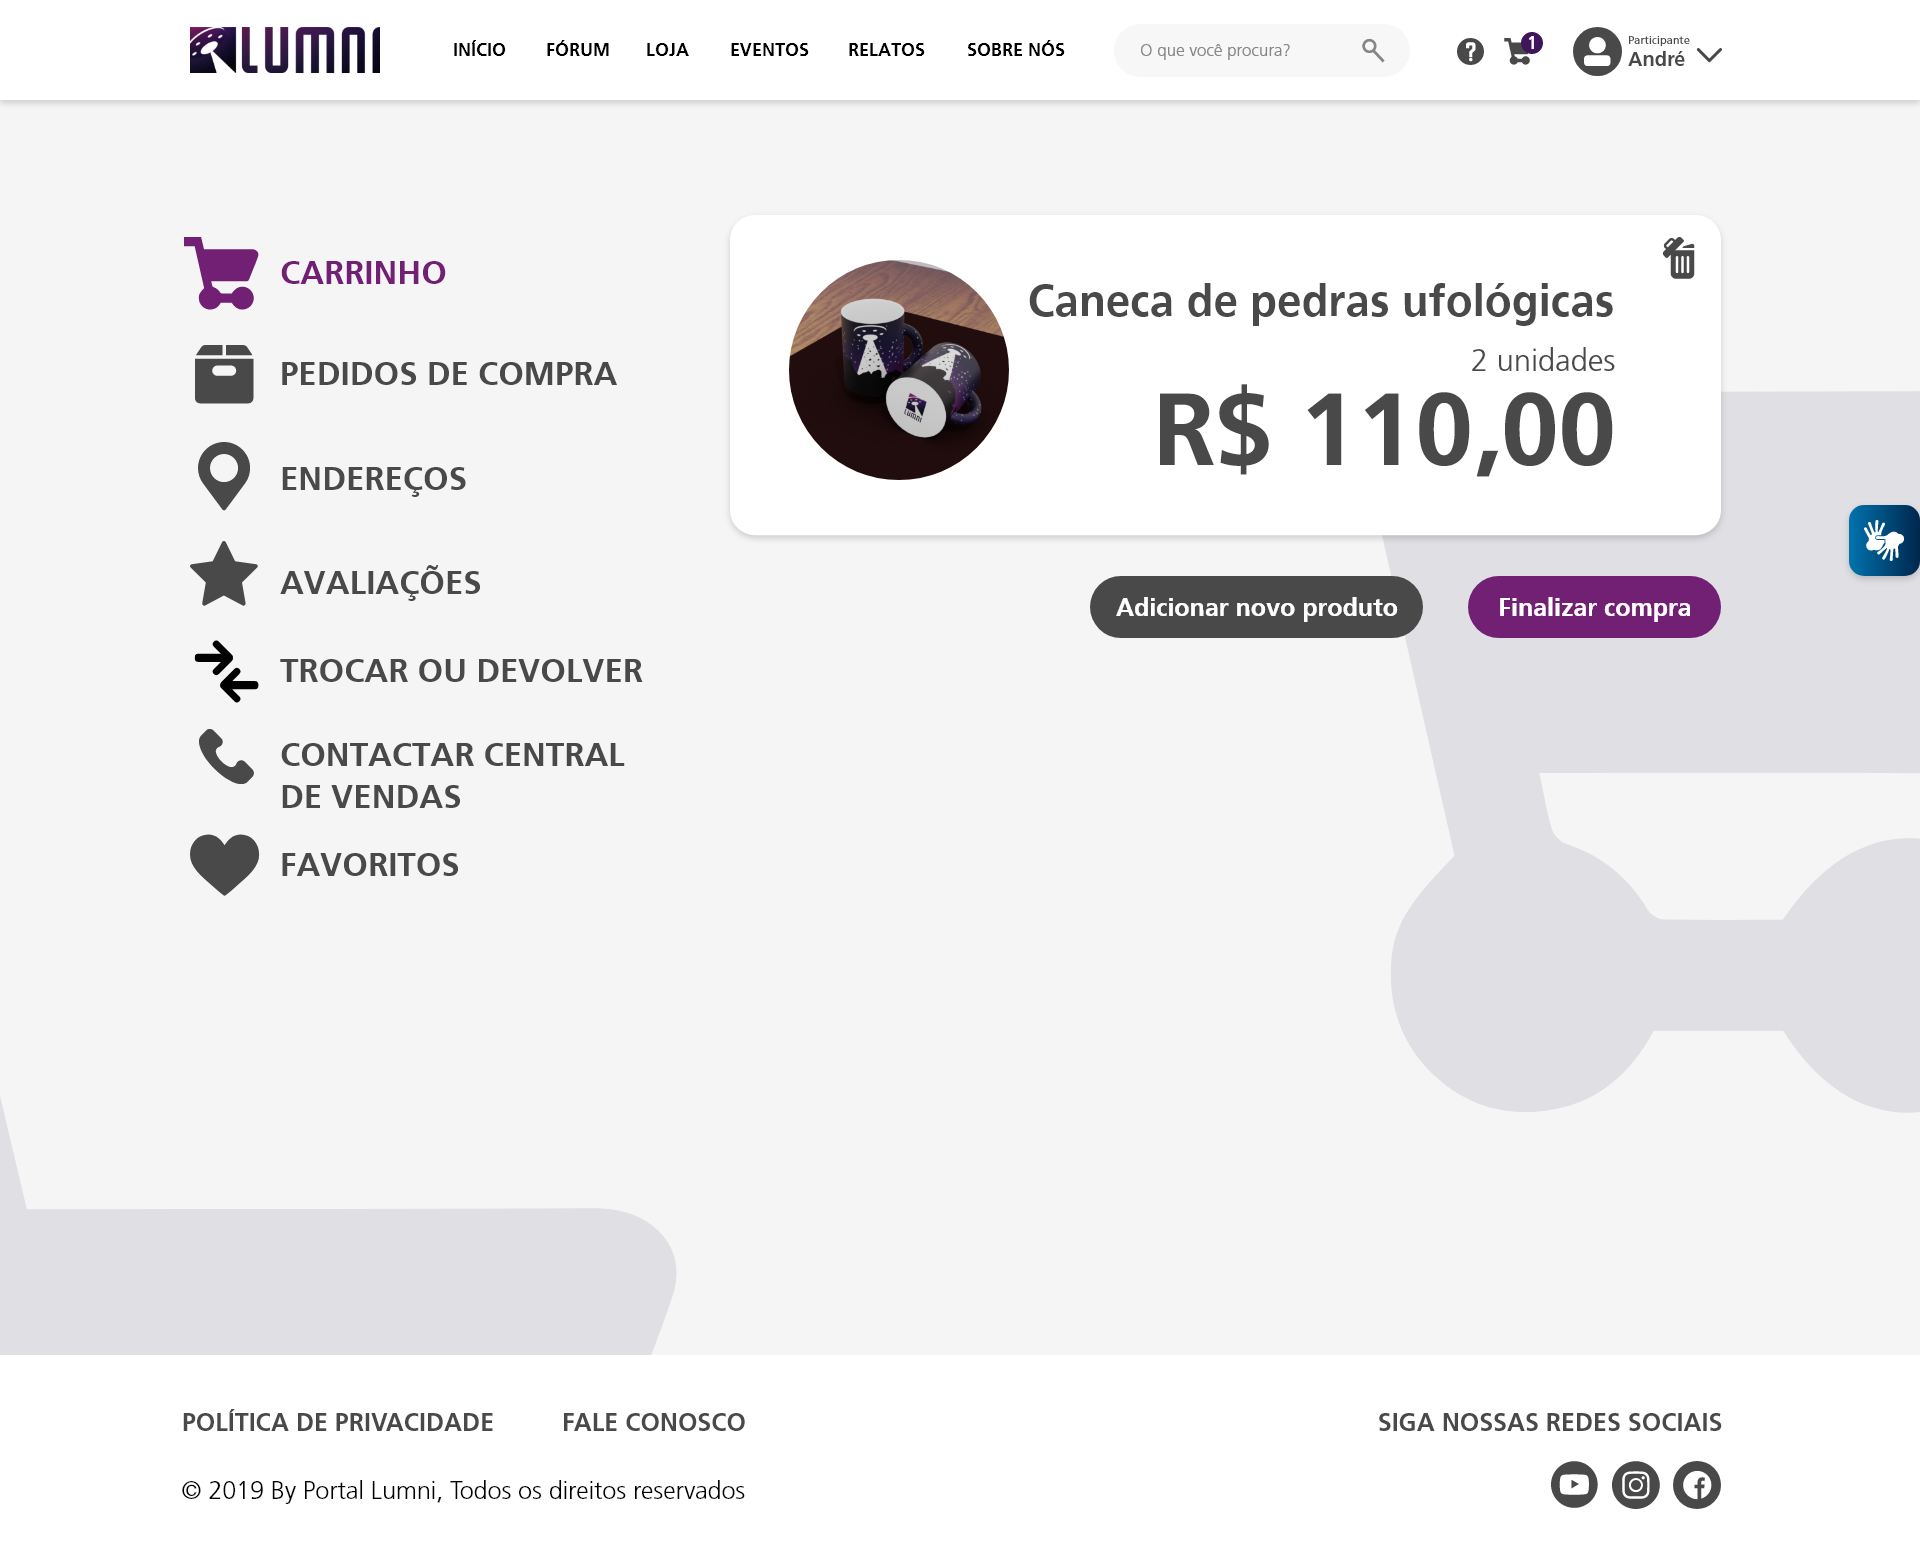 LUMNI
INÍCIO FÓRUM LOJA EVENTOS RELATOS SOBRE NÓS
O que você procura?
1
Participante
André
CARRINHO
PEDIDOS DE COMPRA
ENDEREÇOS
AVALIAÇÕES
TROCAR OU DEVOLVER
CONTACTAR CENTRAL
DE VENDAS
FAVORITOS
Caneca de pedras ufológicas
2 unidades
R$ 110,00
LUMNI
Adicionar novo produto
Finalizar compra
POLÍTICA DE PRIVACIDADE
FALE CONOSCO
SIGA NOSSAS REDES SOCIAIS
© 2019 By Portal Lumni, Todos os direitos reservados